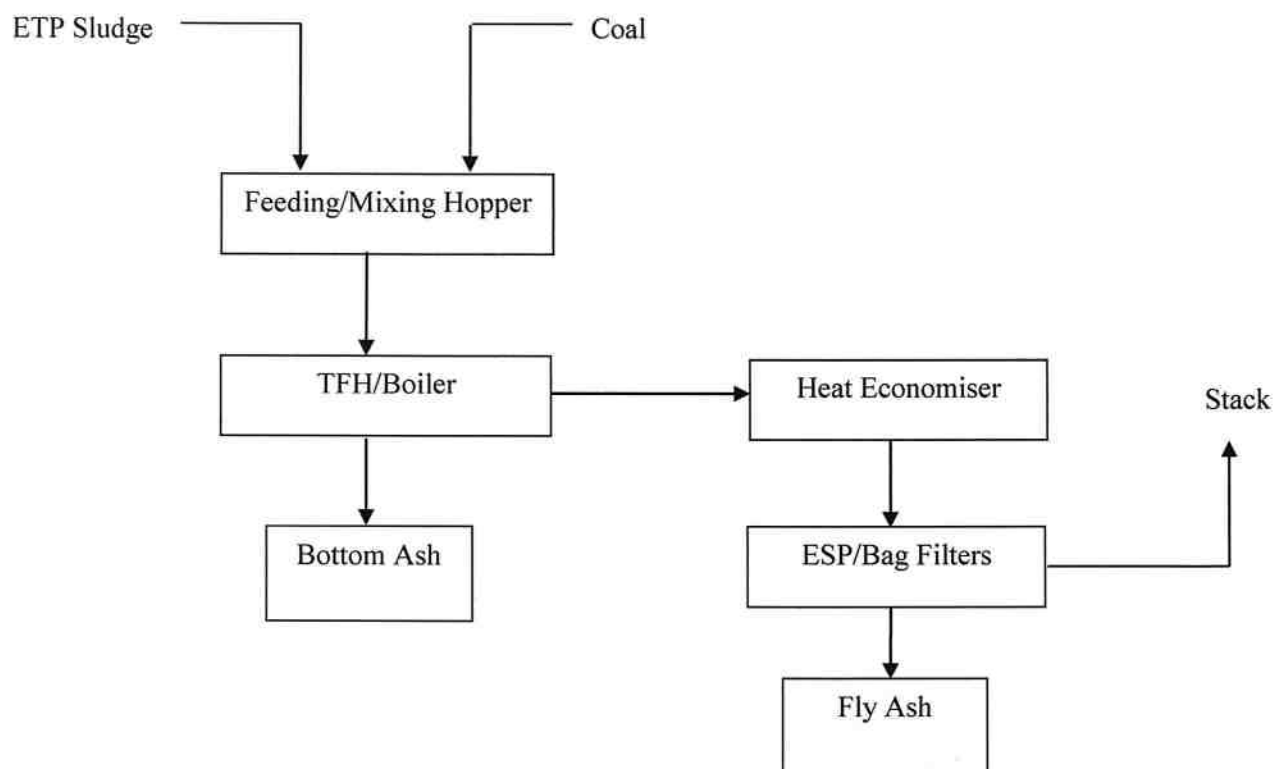 ETP Sludge
Coal
Feeding/Mixing Hopper
TFH/Boiler
Heat Economiser
Stack
Bottom Ash
ESP/Bag Filters
Fly Ash